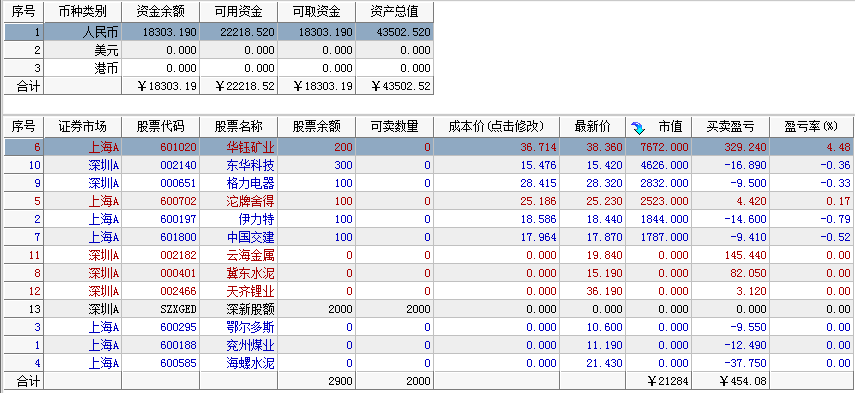 序号 币种类别 资金余额 可用资金 可取资金 资产总值
1 人民币 18303.190 22218.520 18303.190 43502.520
2 美元 0.000 0.000 0.000 0.000
3 港币 0.000 0.000 0.000 0.000
合计 ￥18303.19 ￥22218.52 ￥18303.19 ￥43502.52
序号 证券市场 股票代码 股票名称 股票余额 可卖数量 成本价(点击修改) 最新价 市值 买卖盈亏 盈亏率(%)
6 上海A 601020 华钰矿业 200 0 36.714 38.360 7672.000 329.240 4.48
10 深圳A 002140 东华科技 300 0 15.476 15.420 4626.000 -16.890 -0.36
9 深圳A 000651 格力电器 100 0 28.415 28.320 2832.000 -9.500 -0.33
5 上海A 600702 沱牌舍得 100 0 25.186 25.230 2523.000 4.420 0.17
2 上海A 600197 伊力特 100 0 18.586 18.440 1844.000 -14.600 -0.79
7 上海A 601800 中国交建 100 0 17.964 17.870 1787.000 -9.410 -0.52
11 深圳A 002182 云海金属 0 0 0.000 19.840 0.000 145.440 0.00
8 深圳A 000401 冀东水泥 0 0 0.000 15.190 0.000 82.050 0.00
12 深圳A 002466 天齐锂业 0 0 0.000 36.190 0.000 3.120 0.00
13 深圳A SZXGED 深新股额 2000 2000 0.000 0.000 0.000 0.000 0.00
3 上海A 600295 鄂尔多斯 0 0 0.000 10.600 0.000 -9.550 0.00
1 上海A 600188 兖州煤业 0 0 0.000 11.190 0.000 -12.490 0.00
4 上海A 600585 海螺水泥 0 0 0.000 21.430 0.000 -37.750 0.00
合计 2900 2000 ￥21284 ￥454.08